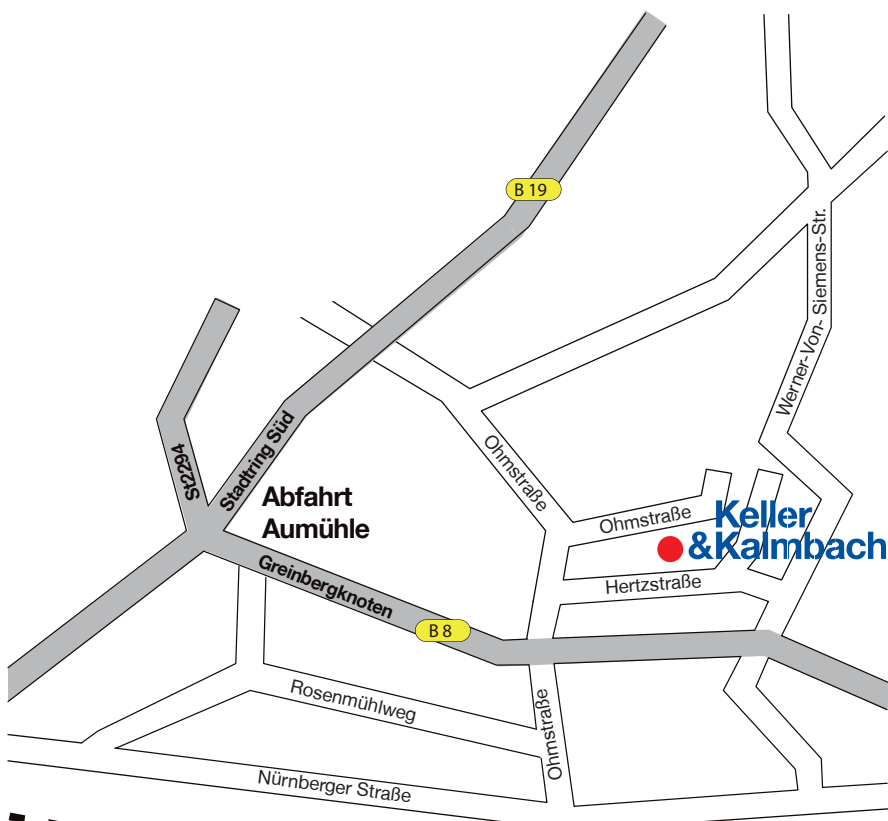 B 19
Werner-Von- Siemens-Str.
St2294
Stadtring Süd
Abfahrt
Aumühle
Ohmstraße
Ohmstraße
Keller
&Kalmbach
Greinbergknoten
Hertzstraße
B 8
Rosenmühlweg
Ohmstraße
Nürnberger Straße